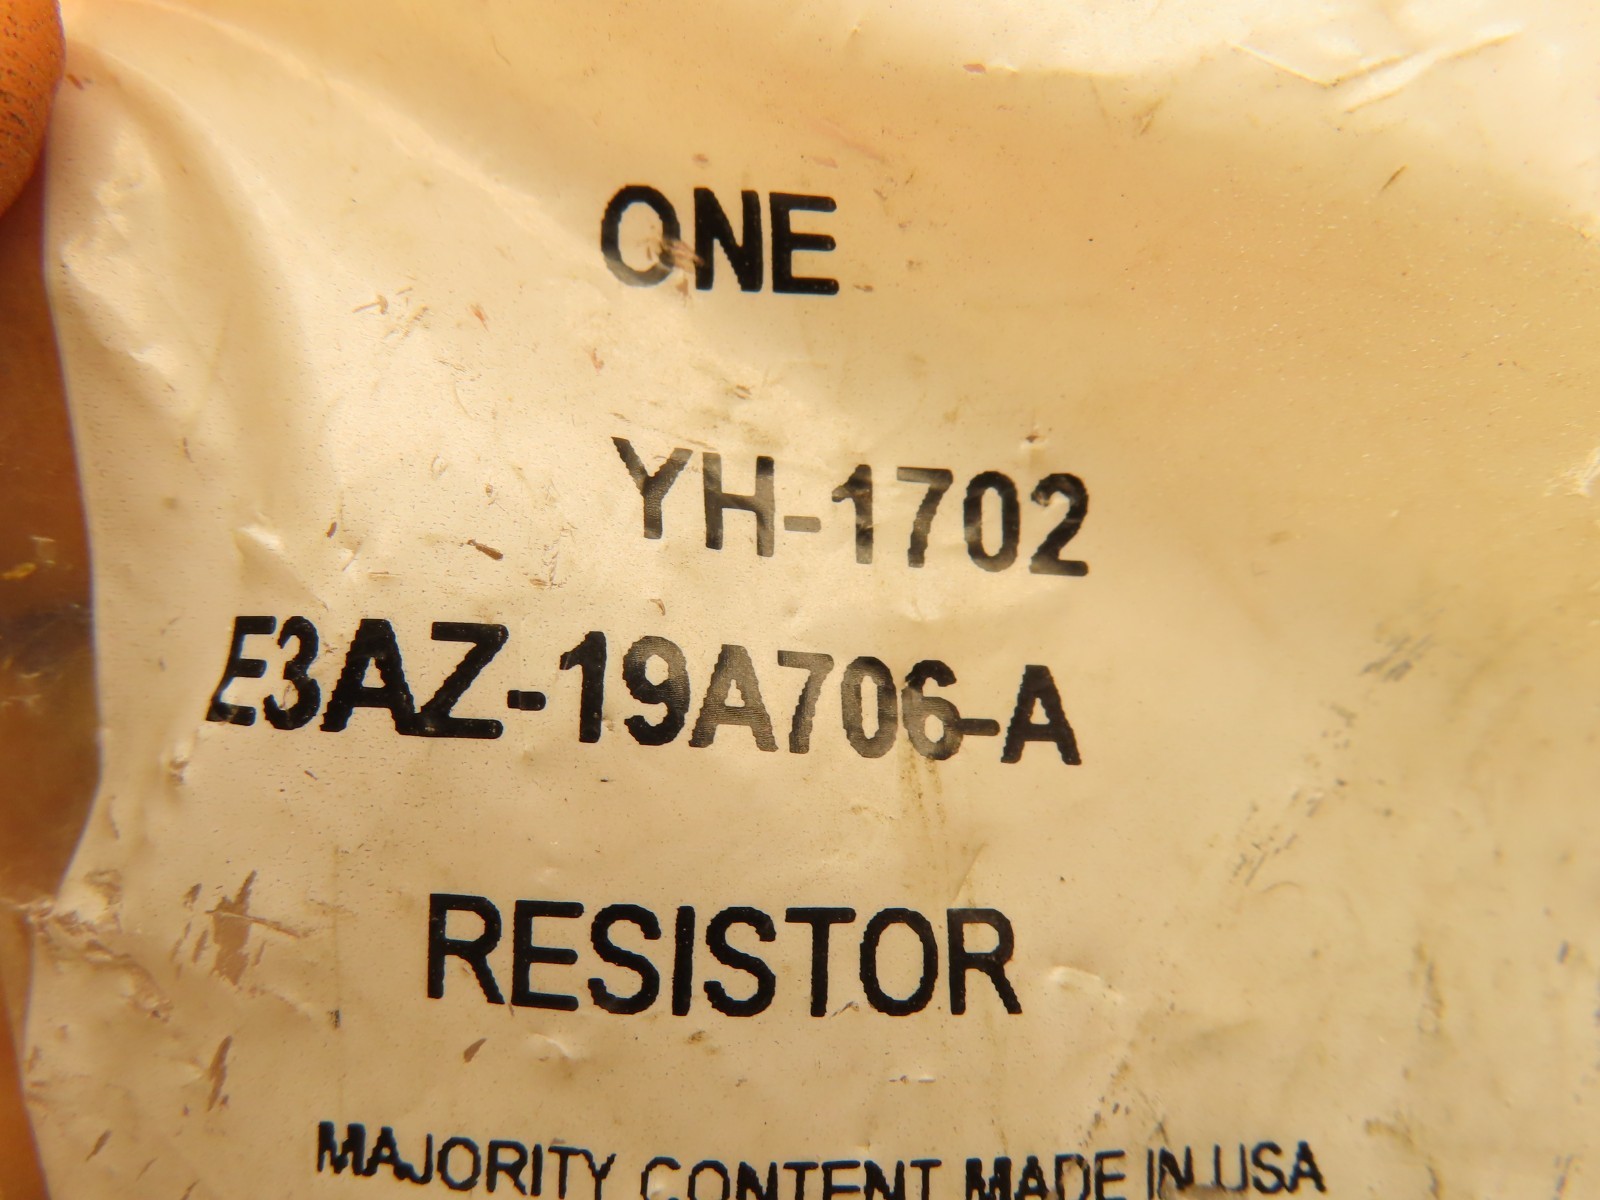 ONE
YH-1702
E3AZ-19A706-A
RESISTOR
MAJORITY CONTENT MADE IN USA